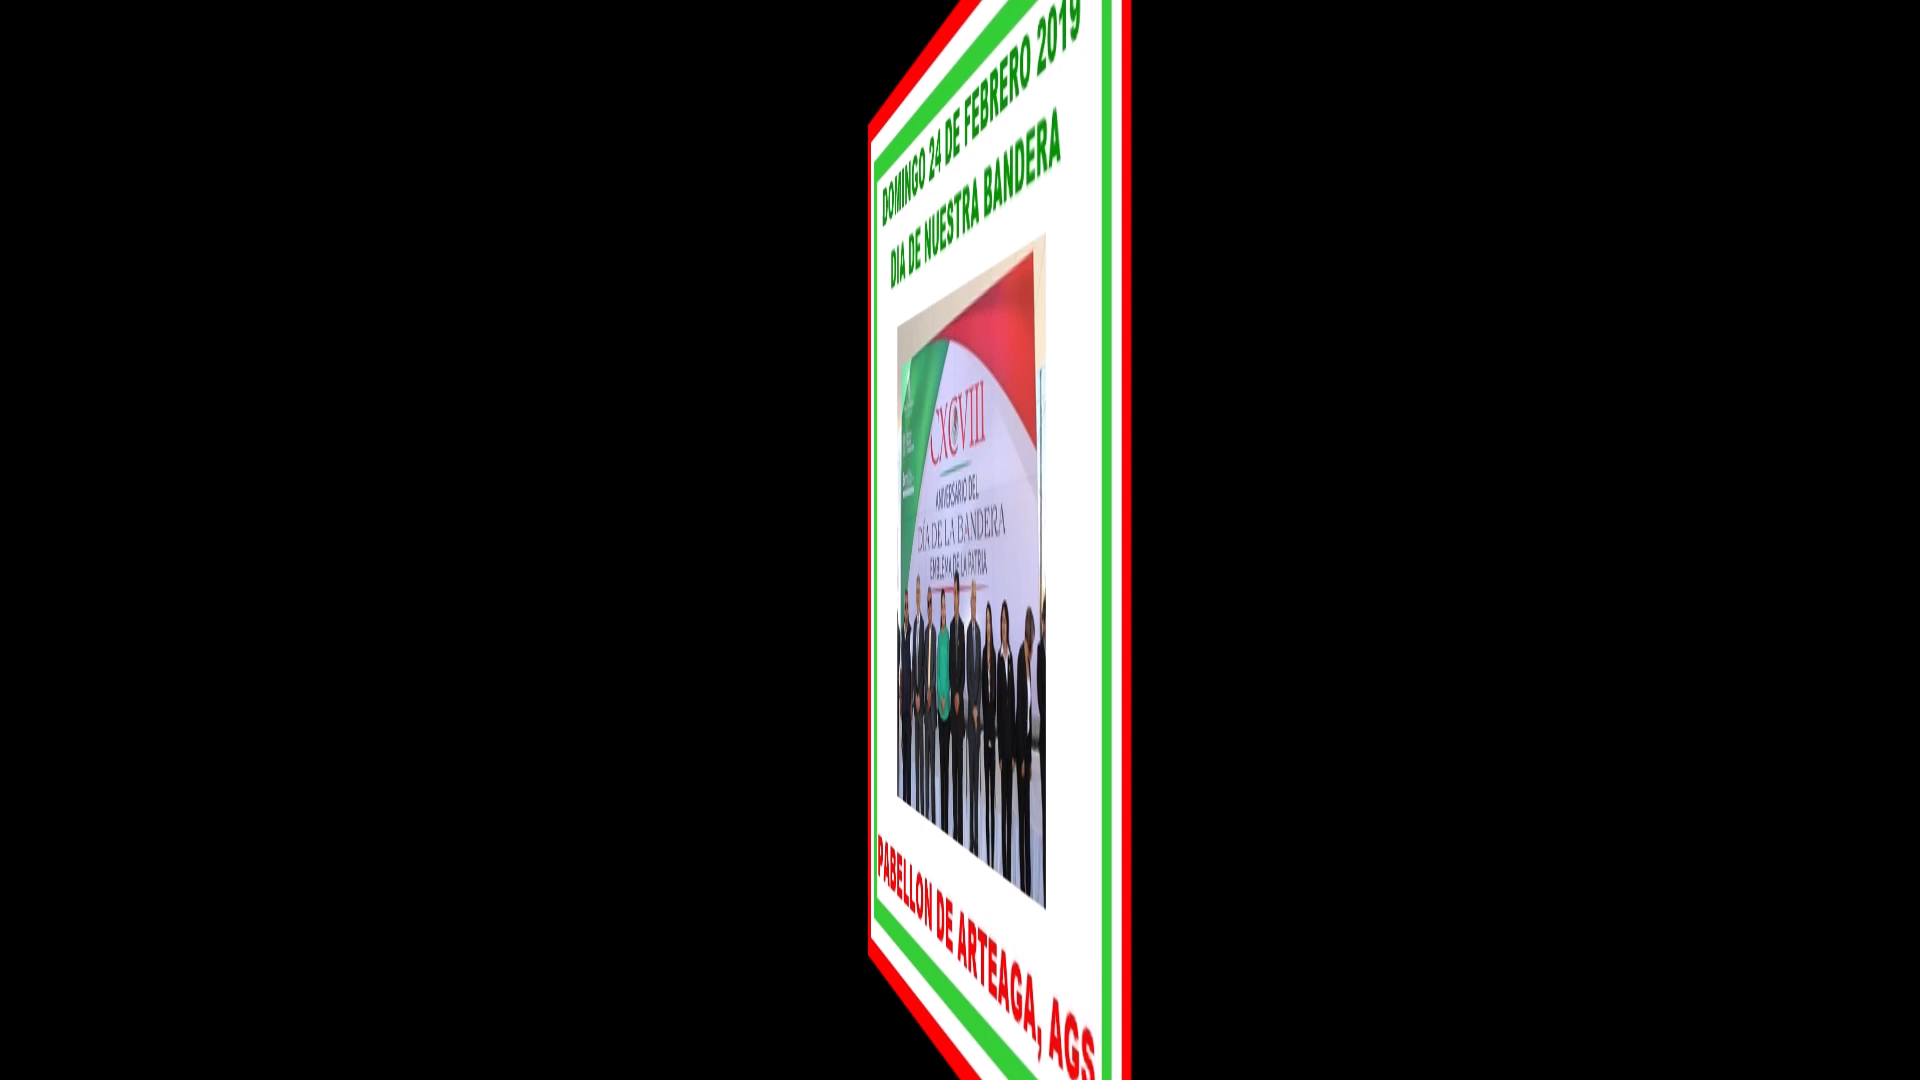 DOMINGO 24 DE FEBRERO 2019
DIA DE NUESTRA BANDERA
CXCVIII
ANIVERSARIO DEL
DÍA DE LA BANDERA
EMBLEMA DE LA PATRIA
PABELLON DE ARTEAGA, AGS